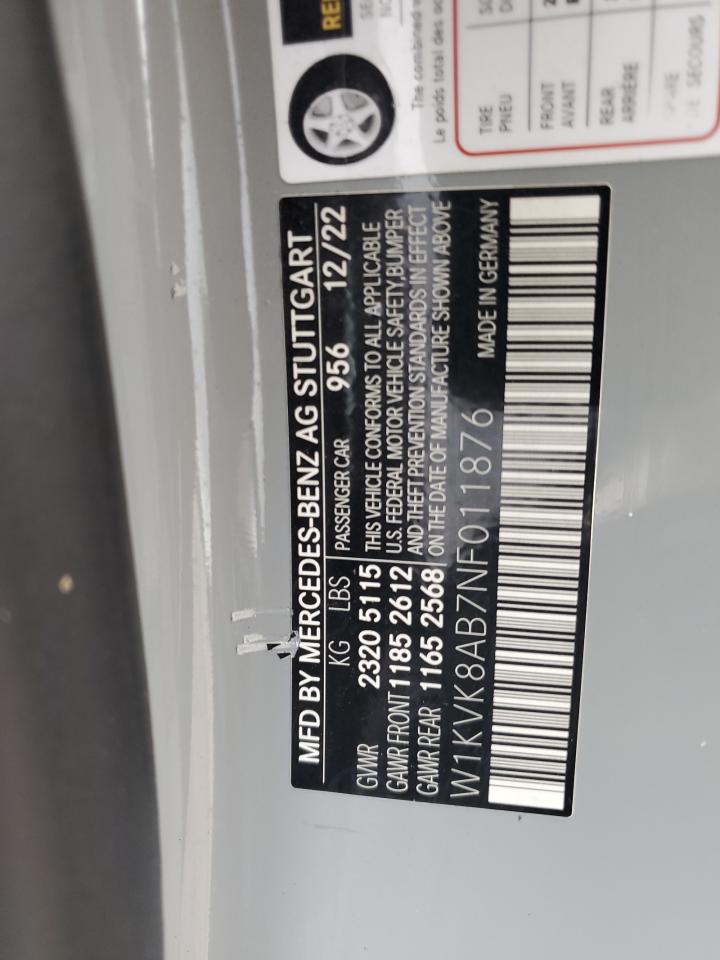 MFD BY MERCEDES-BENZ AG STUTTGART
KG LBS PASSENGER CAR 956 12/22
GVWR 2320 5115 THIS VEHICLE CONFORMS TO ALL APPLICABLE
GAWR FRONT 1185 2612 U.S. FEDERAL MOTOR VEHICLE SAFETY, BUMPER
GAWR REAR 1165 2568 AND THEFT PREVENTION STANDARDS IN EFFECT
ON THE DATE OF MANUFACTURE SHOWN ABOVE
W1KVK8AB7NF011876 MADE IN GERMANY
The combined
Le poids total des
TIRE
PNEU
FRONT
AVANT
REAR
ARRIÈRE
SECOURS